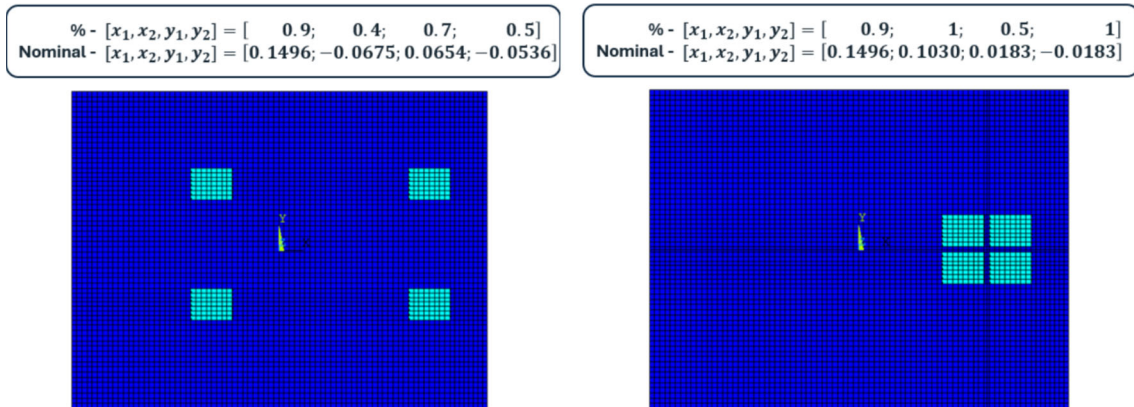 % - [x₁, x₂, y₁, y₂] = [ 0.9; 0.4; 0.7; 0.5]
Nominal - [x₁, x₂, y₁, y₂] = [0.1496; −0.0675; 0.0654; −0.0536]
Y
X
% - [x₁, x₂, y₁, y₂] = [ 0.9; 1; 0.5; 1]
Nominal - [x₁, x₂, y₁, y₂] = [0.1496; 0.1030; 0.0183; −0.0183]
Y
X